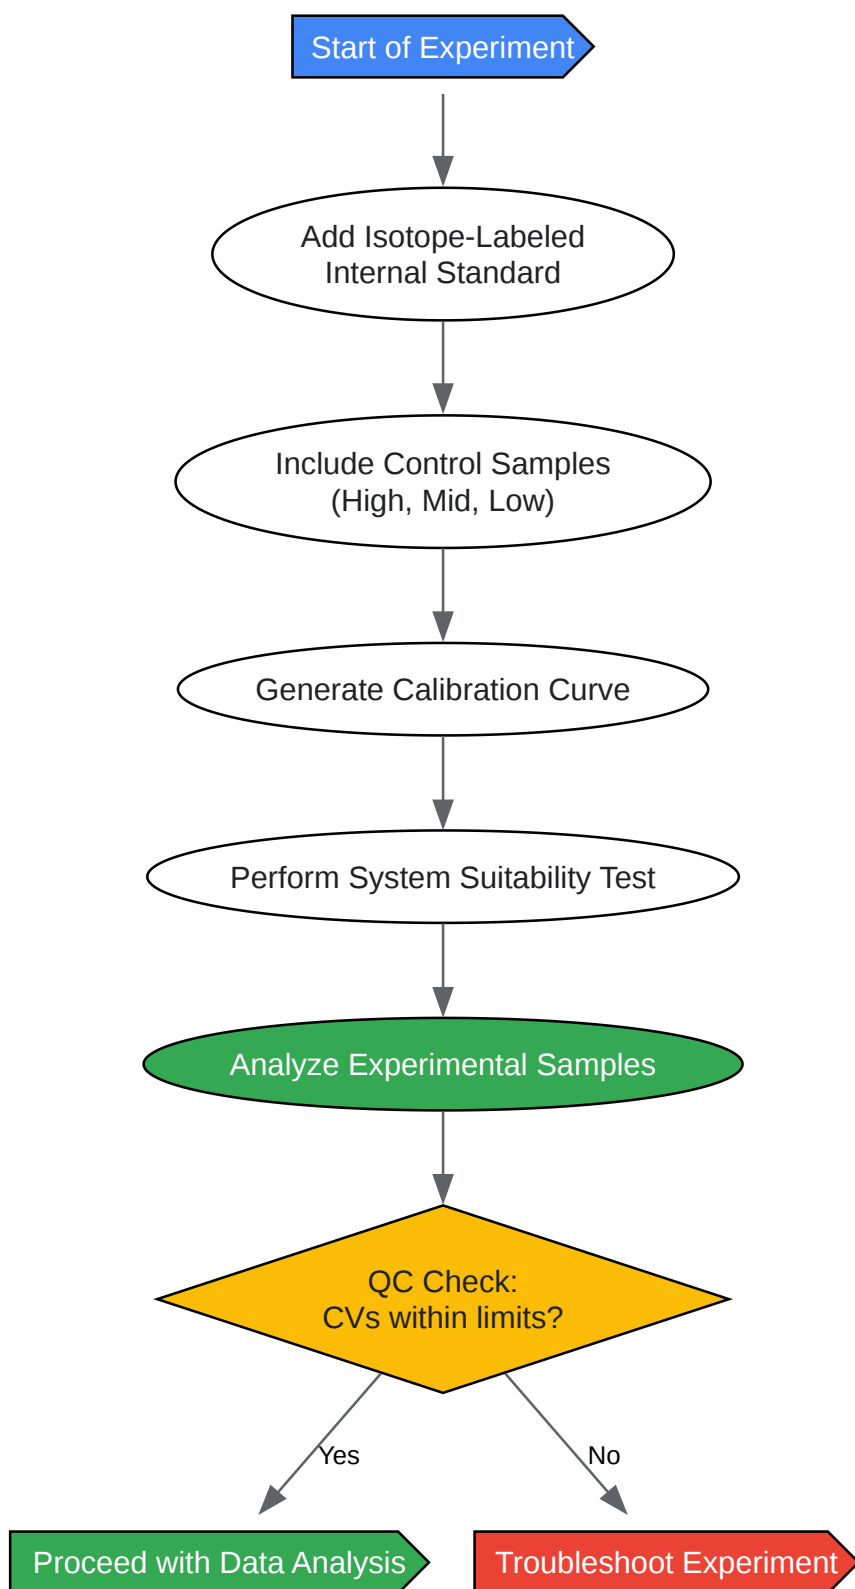 Start of Experiment
Add Isotope-Labeled
Internal Standard
Include Control Samples
(High, Mid, Low)
Generate Calibration Curve
Perform System Suitability Test
Analyze Experimental Samples
QC Check:
CVs within limits?
Yes
No
Proceed with Data Analysis
Troubleshoot Experiment